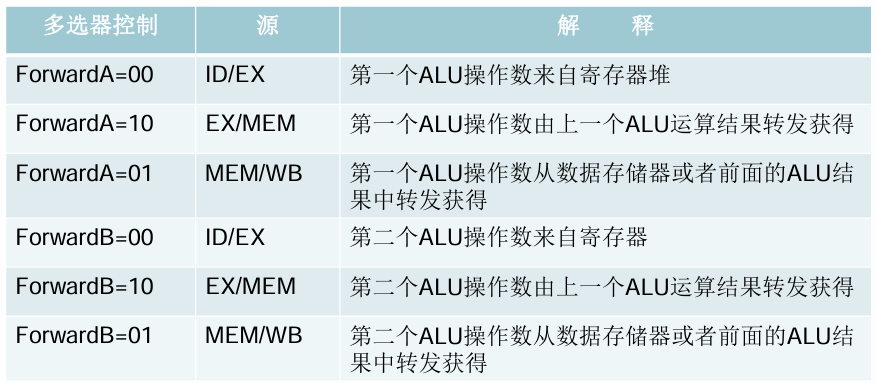 多选器控制 源 解 释
ForwardA=00 ID/EX 第一个ALU操作数来自寄存器堆
ForwardA=10 EX/MEM 第一个ALU操作数由上一个ALU运算结果转发获得
ForwardA=01 MEM/WB 第一个ALU操作数从数据存储器或者前面的ALU结
果中转发获得
ForwardB=00 ID/EX 第二个ALU操作数来自寄存器
ForwardB=10 EX/MEM 第二个ALU操作数由上一个ALU运算结果转发获得
ForwardB=01 MEM/WB 第二个ALU操作数从数据存储器或者前面的ALU结
果中转发获得